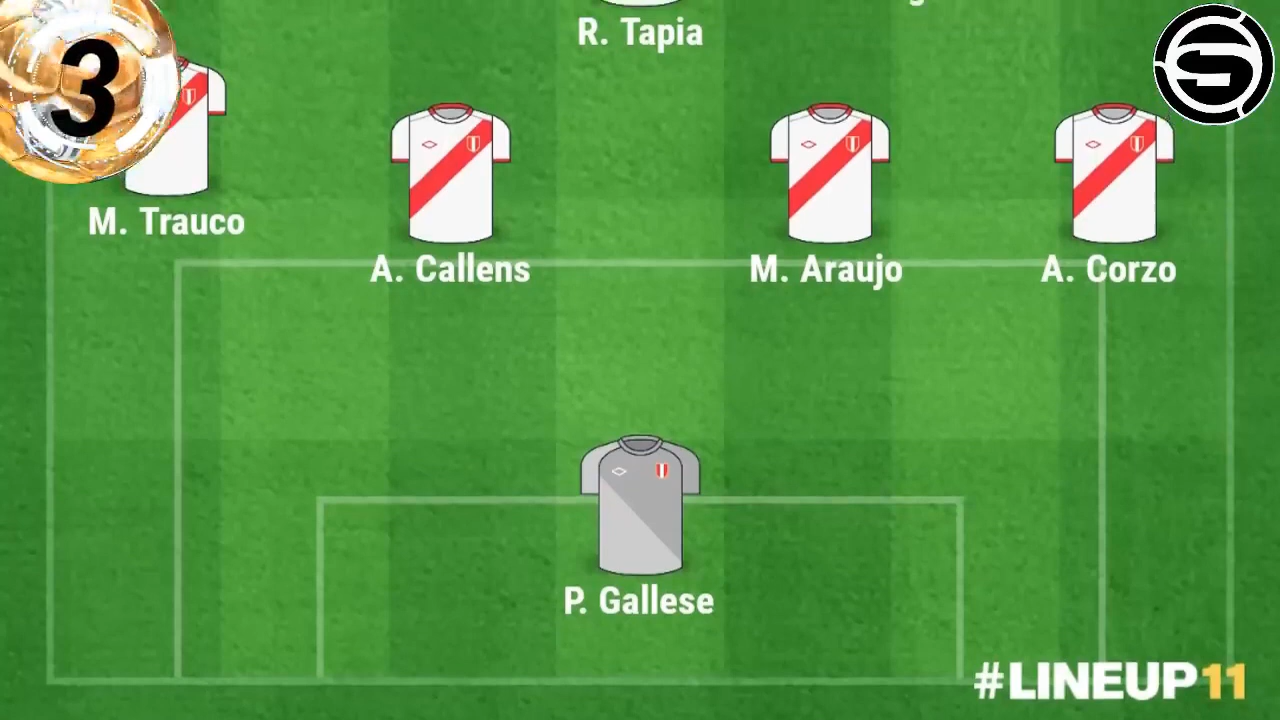 R. Tapia
3
M. Trauco
A. Callens
M. Araujo
A. Corzo
P. Gallese
#LINEUP11